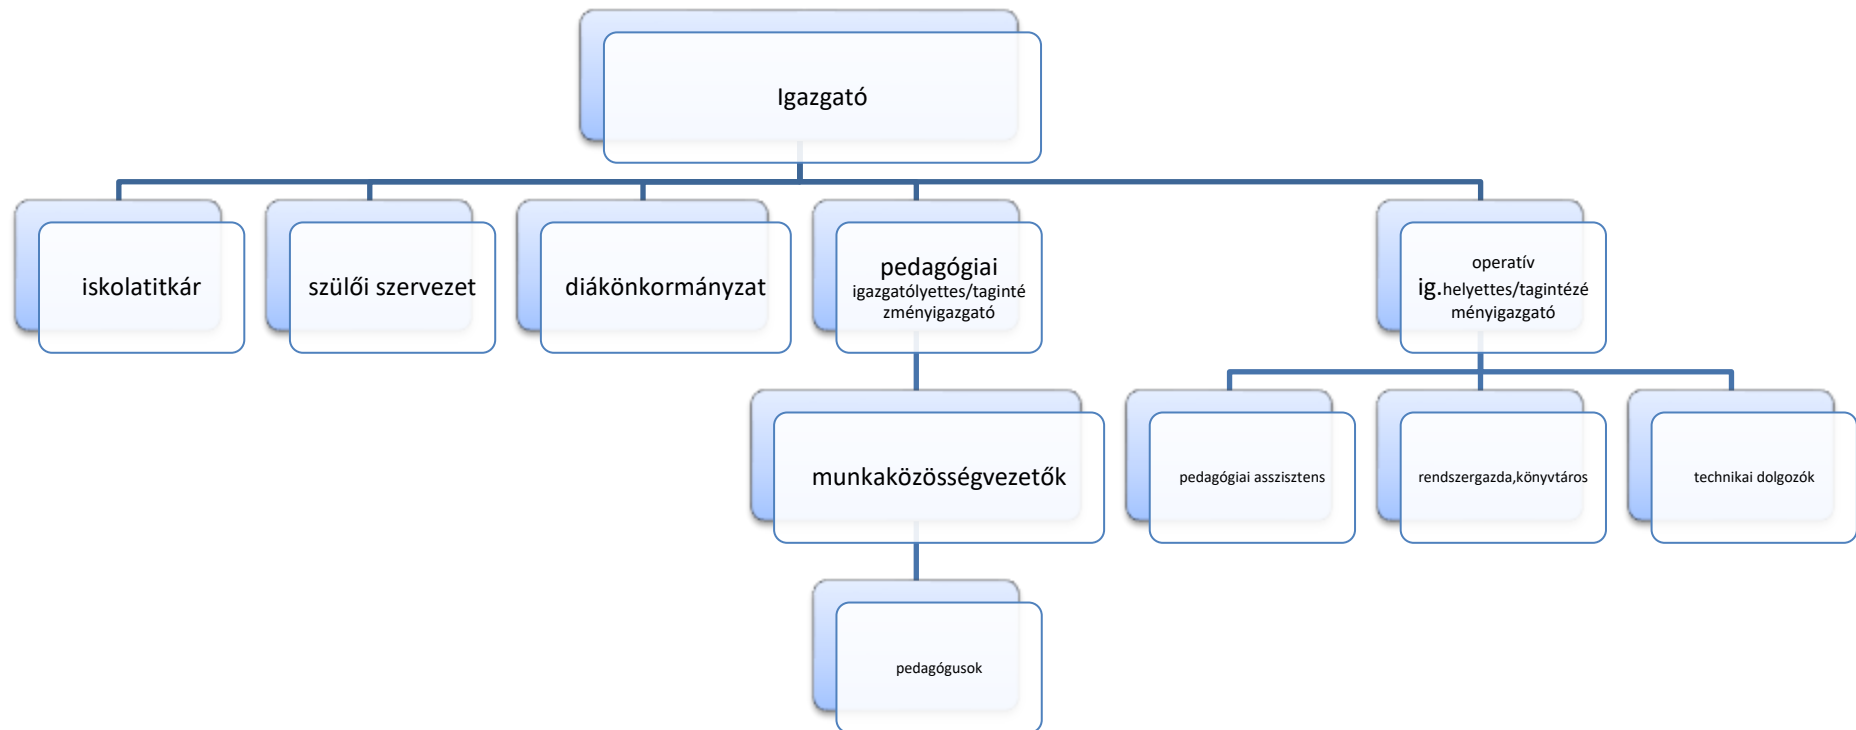 Igazgató
iskolatitkár
szülői szervezet
diákönkormányzat
pedagógiai
igazgatólyettes/taginté
zményigazgató
operatív
ig.helyettes/tagintézé
ményigazgató
munkaközösségvezetők
pedagógiai asszisztens
rendszergazda,könyvtáros
technikai dolgozók
pedagógusok